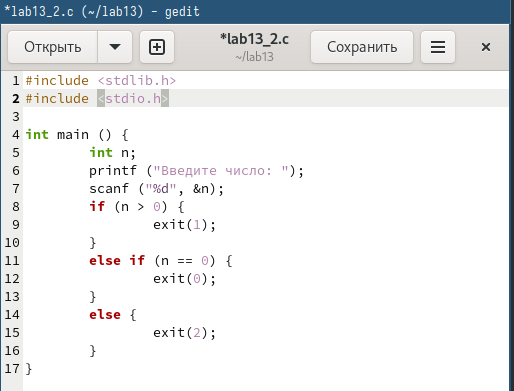 *lab13_2.c (~/lab13) - gedit
Открыть
*lab13_2.c
~/lab13
Сохранить
1 #include <stdlib.h>
2 #include <stdio.h>
3
4 int main () {
5         int n;
6         printf ("Введите число: ");
7         scanf ("%d", &n);
8         if (n > 0) {
9                 exit(1);
10         }
11         else if (n == 0) {
12                 exit(0);
13         }
14         else {
15                 exit(2);
16         }
17 }